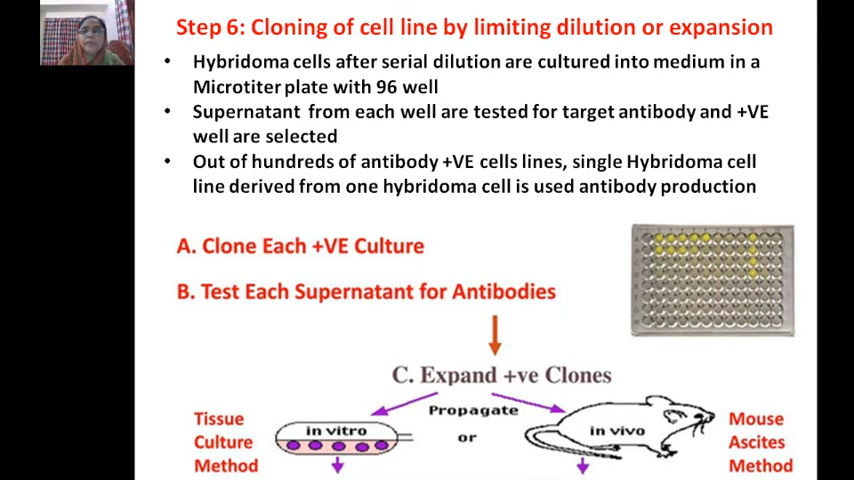 Step 6: Cloning of cell line by limiting dilution or expansion
• Hybridoma cells after serial dilution are cultured into medium in a
Microtiter plate with 96 well
• Supernatant from each well are tested for target antibody and +VE
well are selected
• Out of hundreds of antibody +VE cells lines, single Hybridoma cell
line derived from one hybridoma cell is used antibody production
A. Clone Each +VE Culture
B. Test Each Supernatant for Antibodies
C. Expand +ve Clones
Tissue
Culture
Method
in vitro
Propagate
or
in vivo
Mouse
Ascites
Method